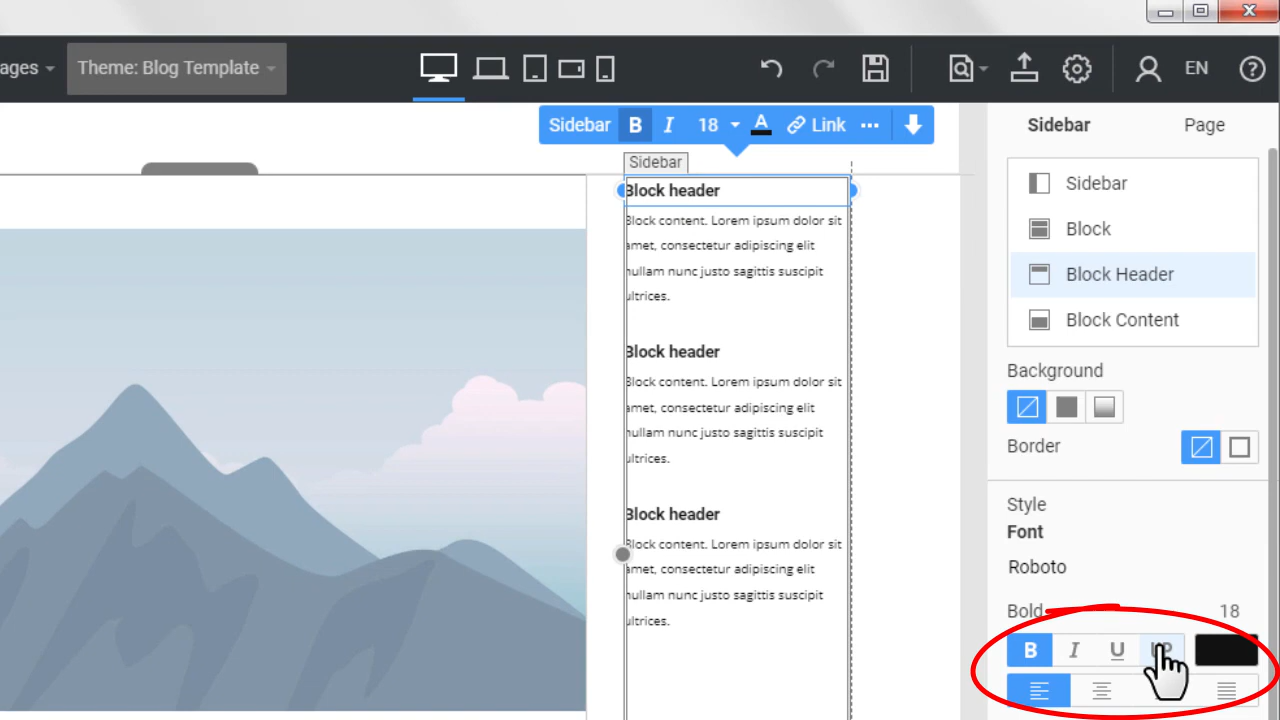 ages
Theme: Blog Template
EN
Sidebar B I 18 A Link
Sidebar
Block header
Block content. Lorem ipsum dolor sit
amet, consectetur adipiscing elit
nullam nunc justo sagittis suscipit
ultrices.
Block header
Block content. Lorem ipsum dolor sit
amet, consectetur adipiscing elit
nullam nunc justo sagittis suscipit
ultrices.
Block header
Block content. Lorem ipsum dolor sit
amet, consectetur adipiscing elit
nullam nunc justo sagittis suscipit
ultrices.
Sidebar Page
Sidebar
Block
Block Header
Block Content
Background
Border
Style
Font
Roboto
Bold 18
B I U